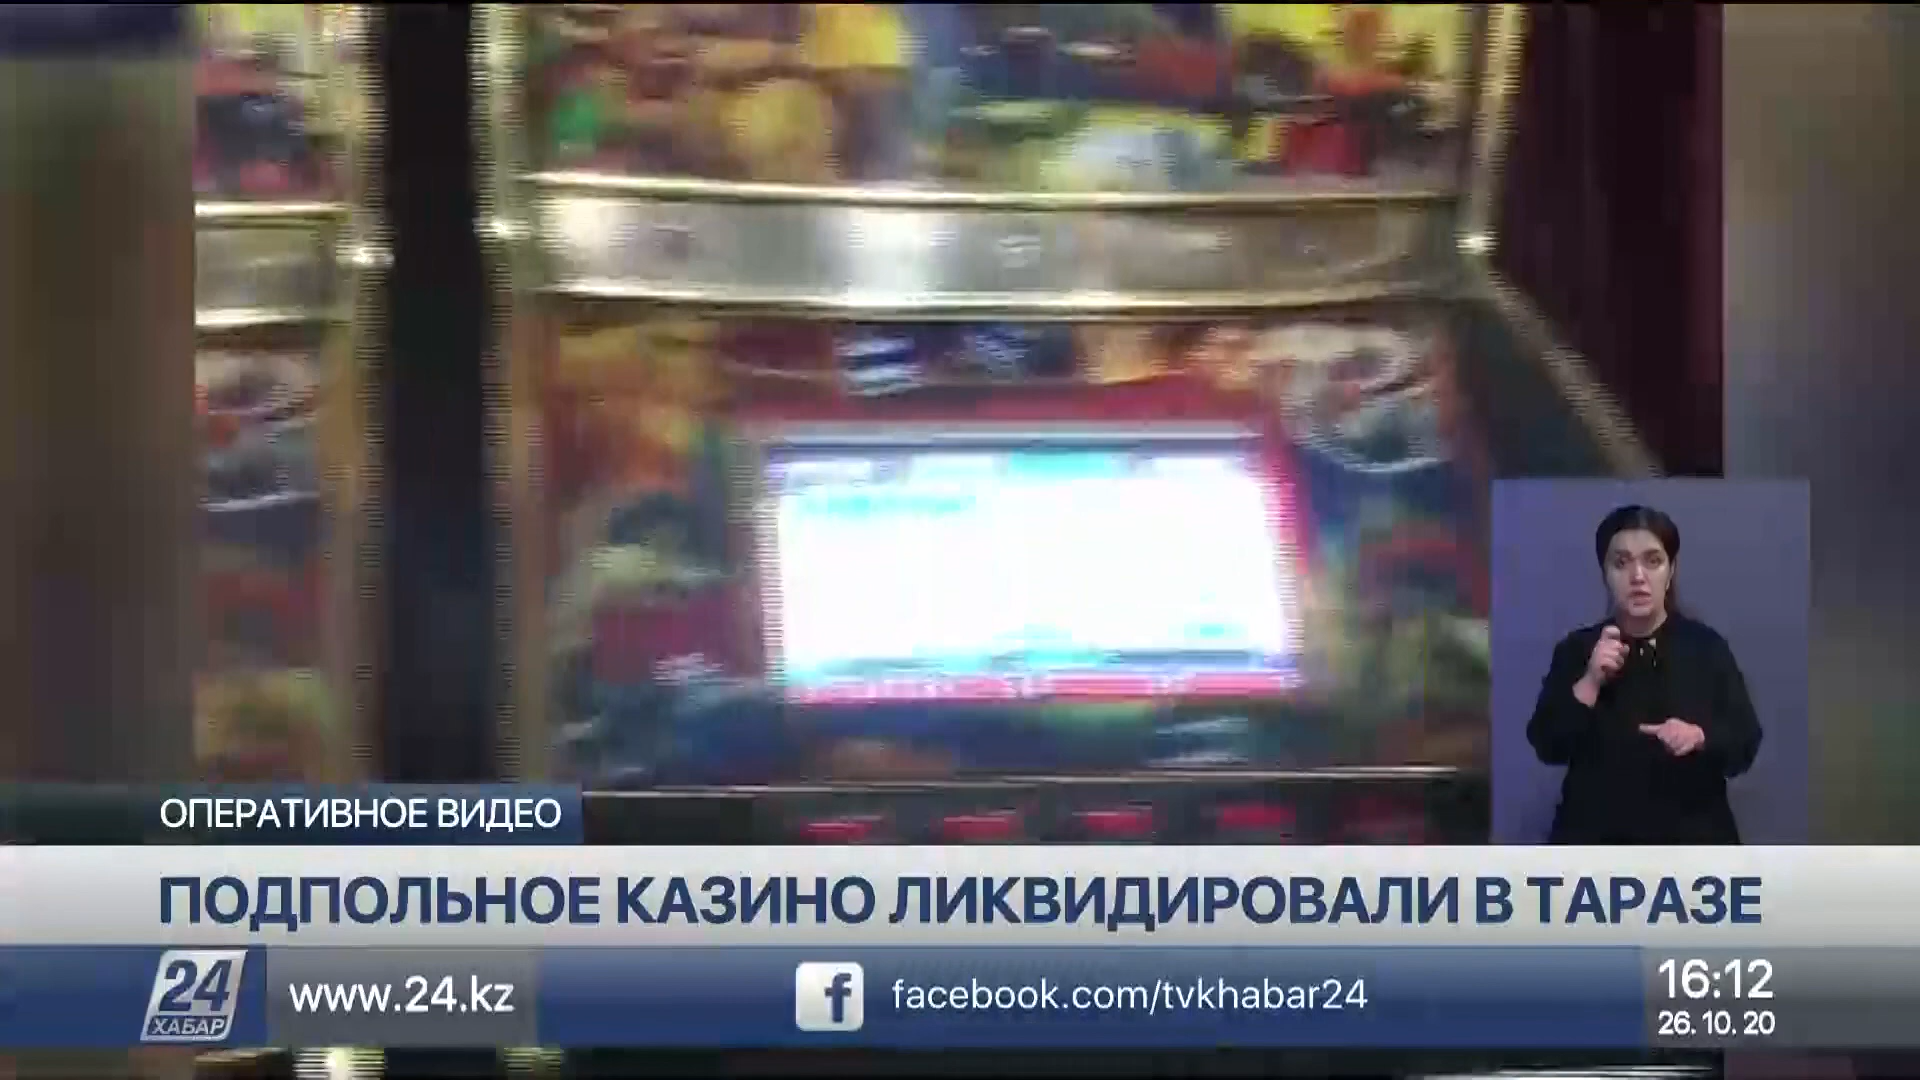 ОПЕРАТИВНОЕ ВИДЕО
ПОДПОЛЬНОЕ КАЗИНО ЛИКВИДИРОВАЛИ В ТАРАЗЕ
24
ХАБАР
www.24.kz
f
facebook.com/tvkhabar24
16:12
26. 10. 20